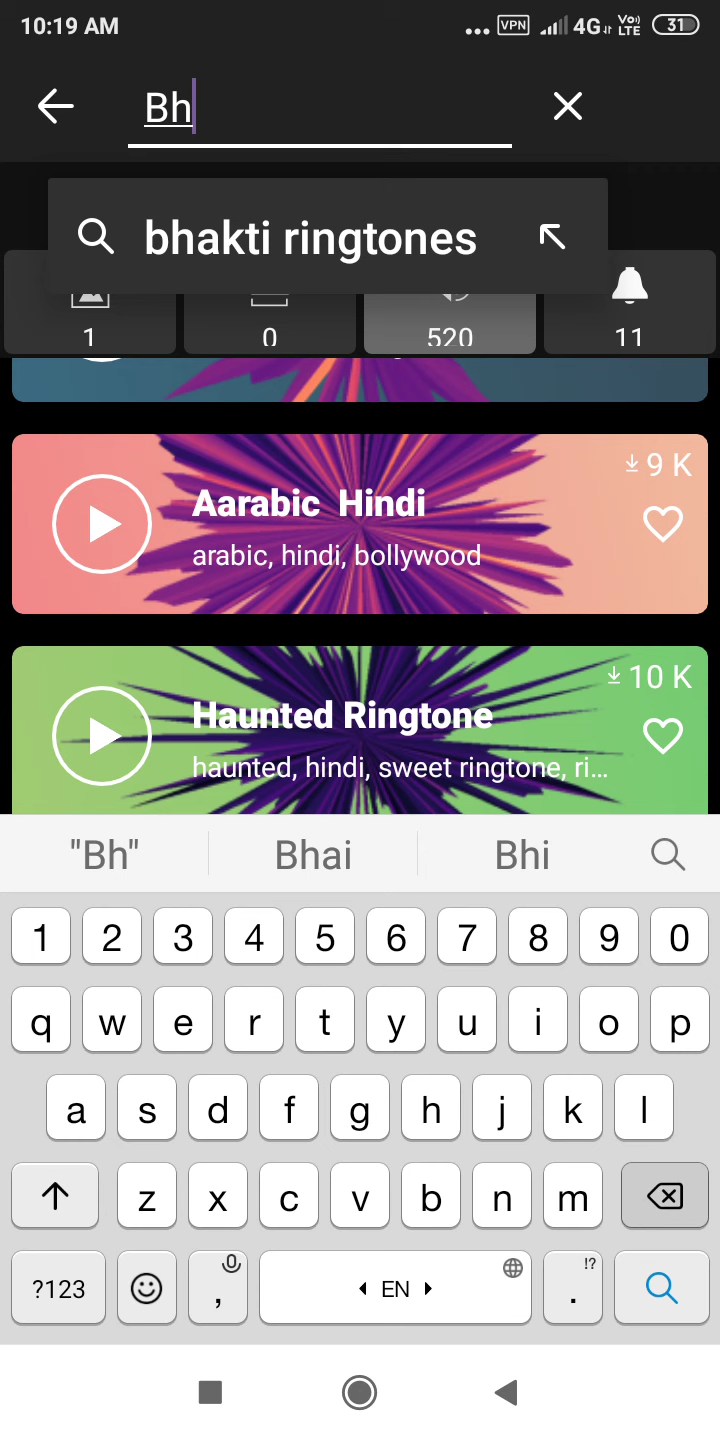 10:19 AM
VPN 4G Vo) LTE 31
Bh
bhakti ringtones
1 0 520 11
9 K
Aarabic Hindi
arabic, hindi, bollywood
10 K
Haunted Ringtone
haunted, hindi, sweet ringtone, ri...
"Bh" Bhai Bhi
1 2 3 4 5 6 7 8 9 0
q w e r t y u i o p
a s d f g h j k l
z x c v b n m
?123 , EN . !?